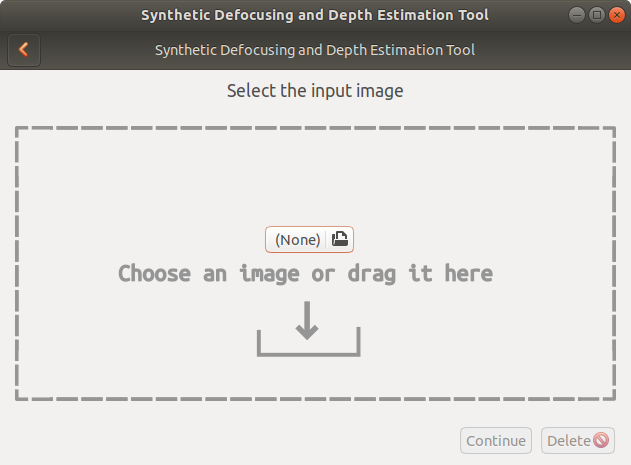 Synthetic Defocusing and Depth Estimation Tool
Synthetic Defocusing and Depth Estimation Tool
Select the input image
(None)
Choose an image or drag it here
Continue
Delete